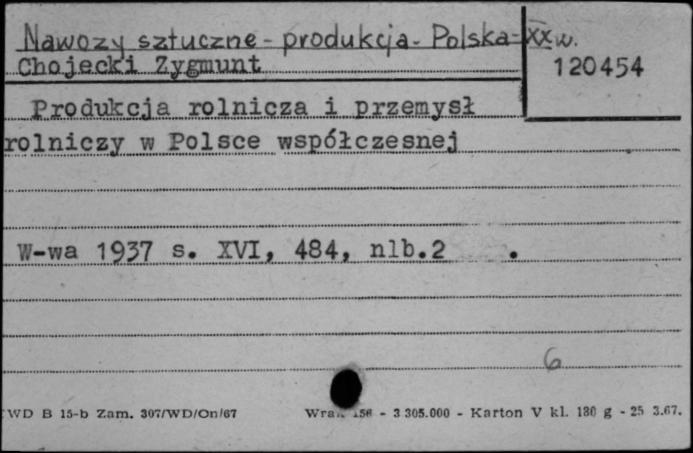 Nawozy sztuczne - produkcja - Polska - XX w.
Chojecki Zygmunt
120454
Produkcja rolnicza i przemysł
rolniczy w Polsce współczesnej
W-wa 1937 s. XVI, 484, nlb.2 .
6
WD B 15-b Zam. 307/WD/On/67
- 3 305.000 - Karton V kl. 180 g - 25 3.67.